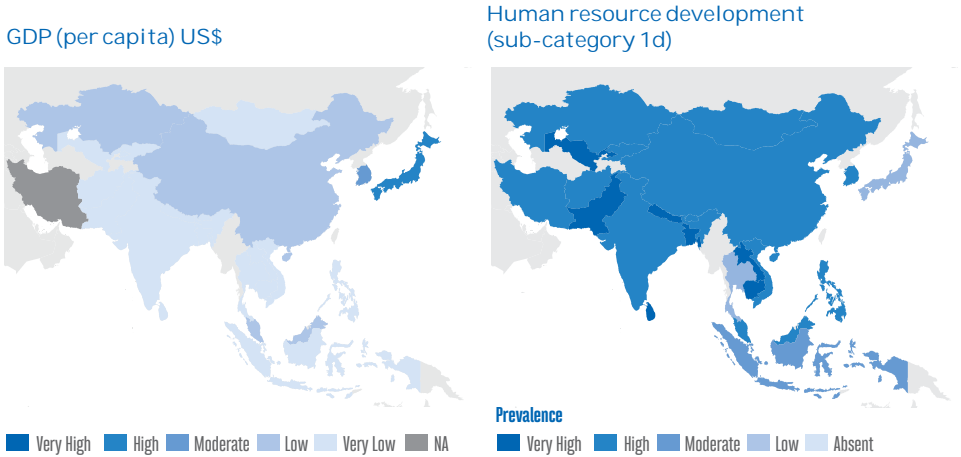 GDP (per capita) US$
Human resource development
(sub-category 1d)
Very High High Moderate Low Very Low NA
Prevalence
Very High High Moderate Low Absent